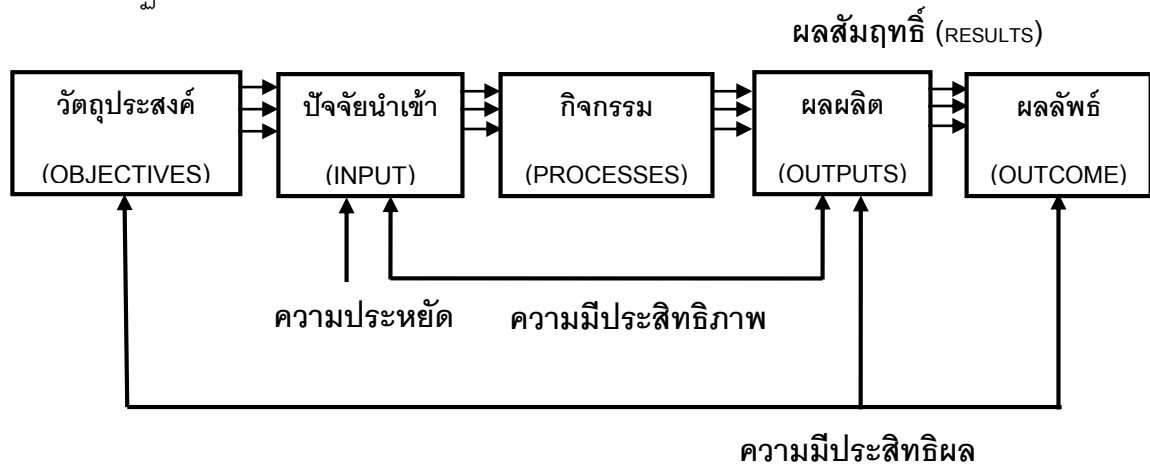 ผลสัมฤทธิ์ (RESULTS)
วัตถุประสงค์
(OBJECTIVES)
ปัจจัยนำเข้า
(INPUT)
กิจกรรม
(PROCESSES)
ผลผลิต
(OUTPUTS)
ผลลัพธ์
(OUTCOME)
ความประหยัด
ความมีประสิทธิภาพ
ความมีประสิทธิผล